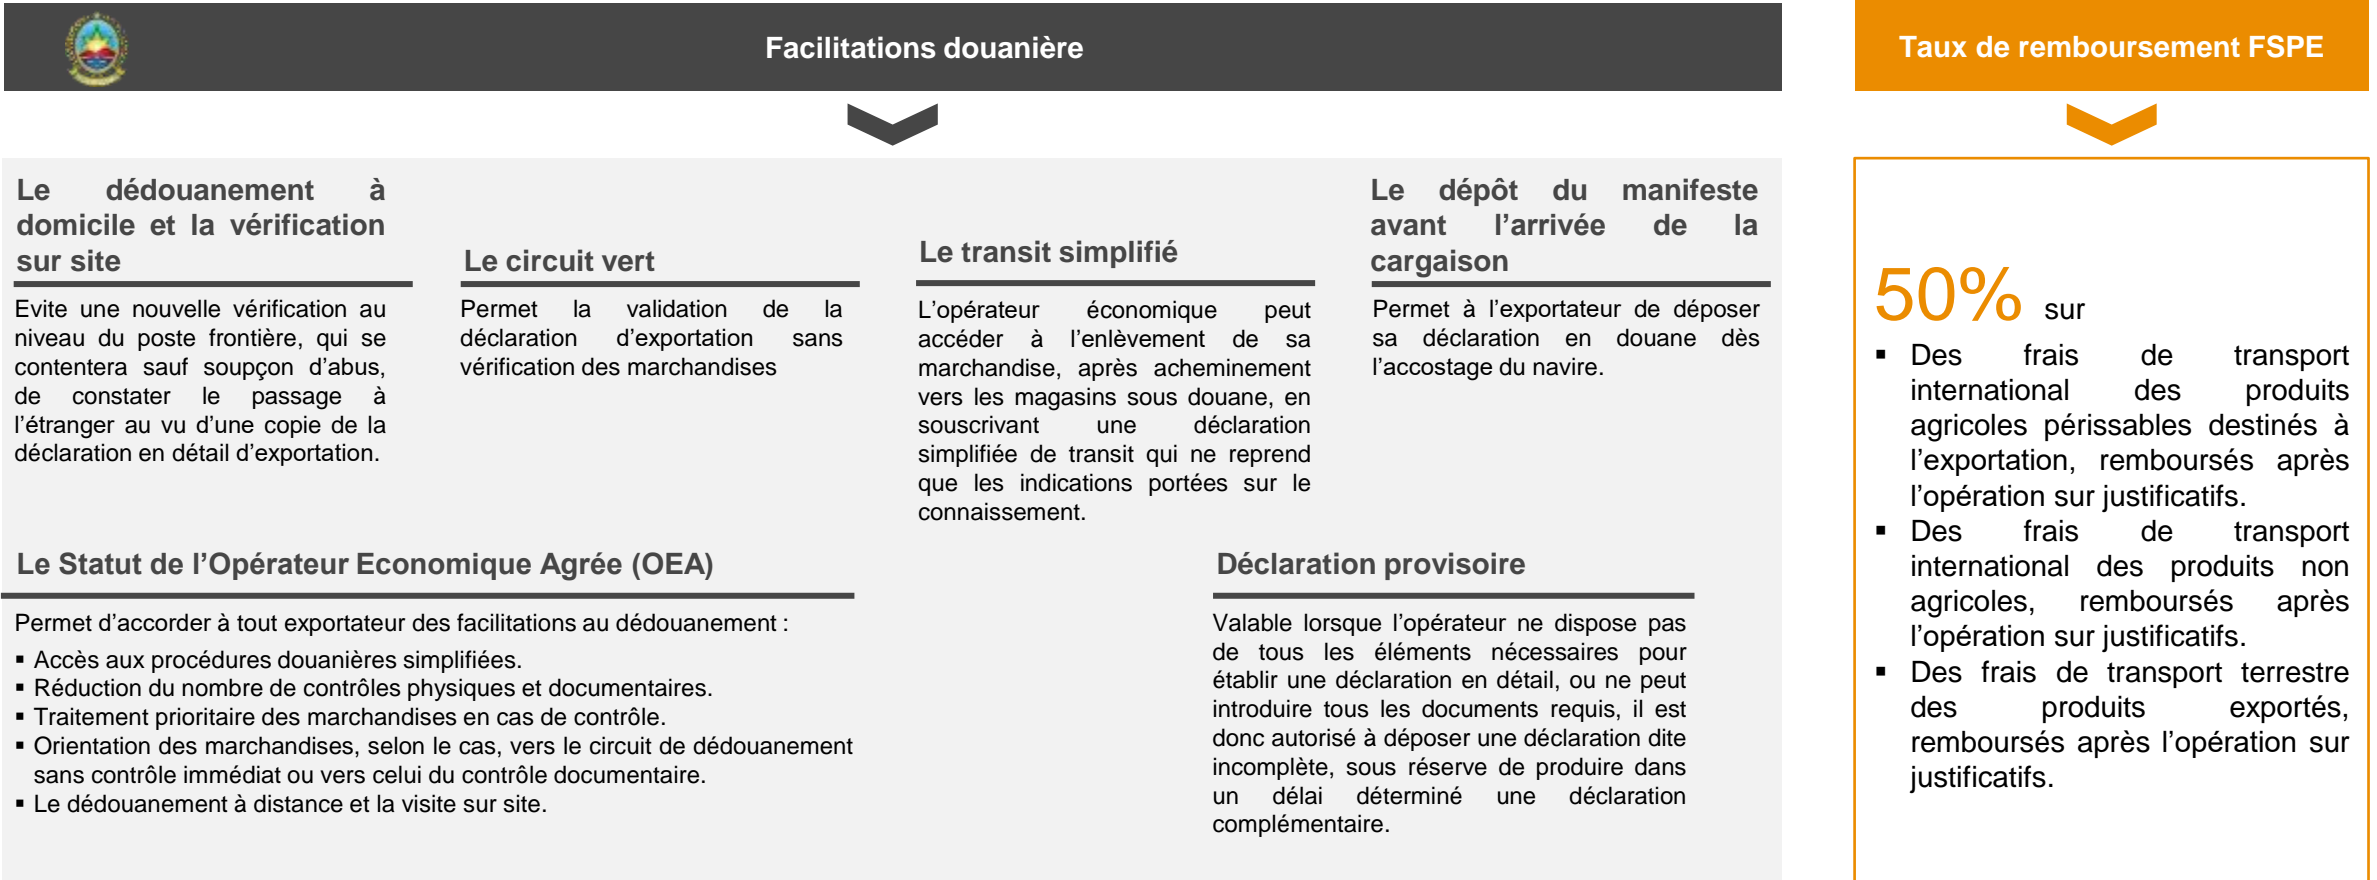 Facilitations douanière
Taux de remboursement FSPE
Le dédouanement à
domicile et la vérification
sur site
Evite une nouvelle vérification au
niveau du poste frontière, qui se
contentera sauf soupçon d’abus,
de constater le passage à
l’étranger au vu d’une copie de la
déclaration en détail d’exportation.
Le circuit vert
Permet la validation de la
déclaration d’exportation sans
vérification des marchandises
Le transit simplifié
L’opérateur économique peut
accéder à l’enlèvement de sa
marchandise, après acheminement
vers les magasins sous douane, en
souscrivant une déclaration
simplifiée de transit qui ne reprend
que les indications portées sur le
connaissement.
Le dépôt du manifeste
avant l’arrivée de la
cargaison
Permet à l’exportateur de déposer
sa déclaration en douane dès
l’accostage du navire.
Le Statut de l’Opérateur Economique Agrée (OEA)
Permet d’accorder à tout exportateur des facilitations au dédouanement :
▪ Accès aux procédures douanières simplifiées.
▪ Réduction du nombre de contrôles physiques et documentaires.
▪ Traitement prioritaire des marchandises en cas de contrôle.
▪ Orientation des marchandises, selon le cas, vers le circuit de dédouanement
sans contrôle immédiat ou vers celui du contrôle documentaire.
▪ Le dédouanement à distance et la visite sur site.
Déclaration provisoire
Valable lorsque l’opérateur ne dispose pas
de tous les éléments nécessaires pour
établir une déclaration en détail, ou ne peut
introduire tous les documents requis, il est
donc autorisé à déposer une déclaration dite
incomplète, sous réserve de produire dans
un délai déterminé une déclaration
complémentaire.
50% sur
▪ Des frais de transport
international des produits
agricoles périssables destinés à
l’exportation, remboursés après
l’opération sur justificatifs.
▪ Des frais de transport
international des produits non
agricoles, remboursés après
l’opération sur justificatifs.
▪ Des frais de transport terrestre
des produits exportés,
remboursés après l’opération sur
justificatifs.